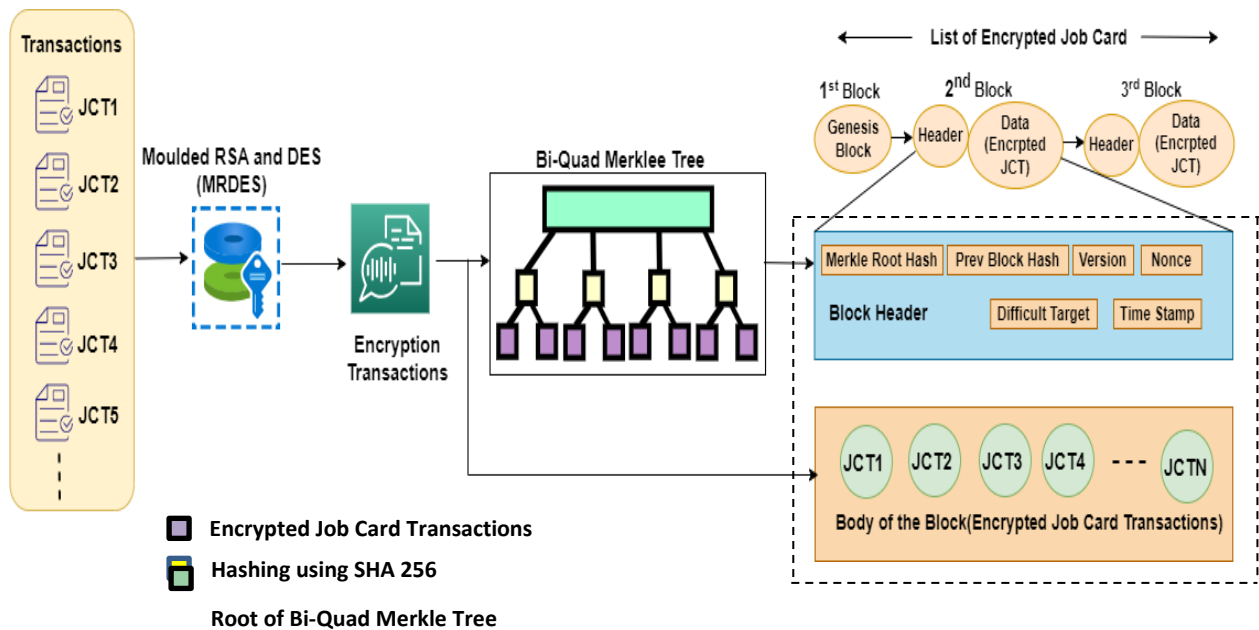 Transactions
JCT1
JCT2
JCT3
JCT4
JCT5
Moulded RSA and DES
(MRDES)
Encryption
Transactions
Bi-Quad Merklee Tree
List of Encrypted Job Card
1st Block
2nd Block
3rd Block
Genesis
Block
Header
Data
(Encrpted
JCT)
Header
Data
(Encrpted
JCT)
Merkle Root Hash
Prev Block Hash
Version
Nonce
Block Header
Difficult Target
Time Stamp
JCT1
JCT2
JCT3
JCT4
---
JCTN
Body of the Block(Encrypted Job Card Transactions)
Encrypted Job Card Transactions
Hashing using SHA 256
Root of Bi-Quad Merkle Tree